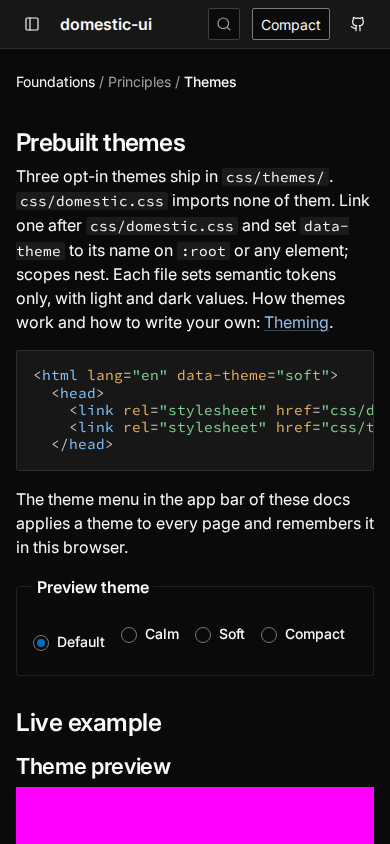 domestic-ui Compact
Foundations / Principles / Themes
Prebuilt themes
Three opt-in themes ship in css/themes/.
css/domestic.css imports none of them. Link
one after css/domestic.css and set data-
theme to its name on :root or any element;
scopes nest. Each file sets semantic tokens
only, with light and dark values. How themes
work and how to write your own: Theming.
<html lang="en" data-theme="soft">
<head>
<link rel="stylesheet" href="css/d
<link rel="stylesheet" href="css/t
</head>
The theme menu in the app bar of these docs
applies a theme to every page and remembers it
in this browser.
Preview theme
Default Calm Soft Compact
Live example
Theme preview